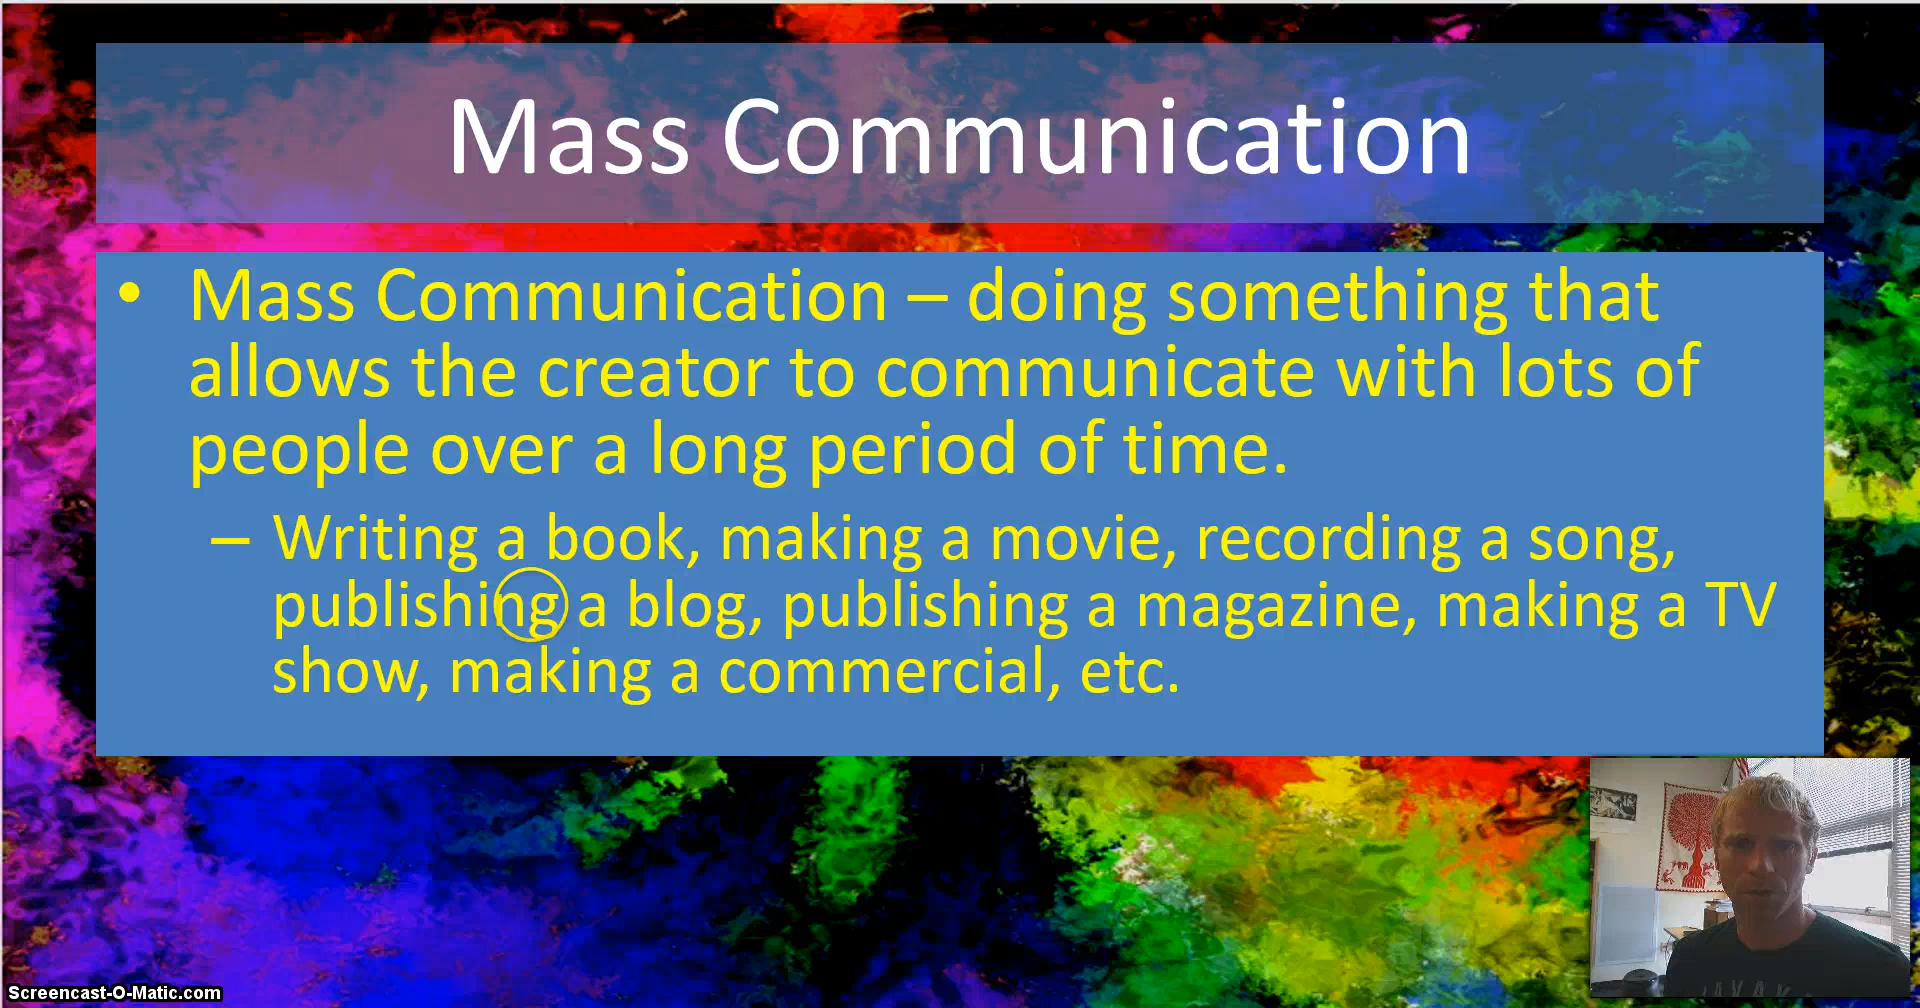 Mass Communication
• Mass Communication – doing something that
allows the creator to communicate with lots of
people over a long period of time.
– Writing a book, making a movie, recording a song,
publishing a blog, publishing a magazine, making a TV
show, making a commercial, etc.
Screencast-O-Matic.com